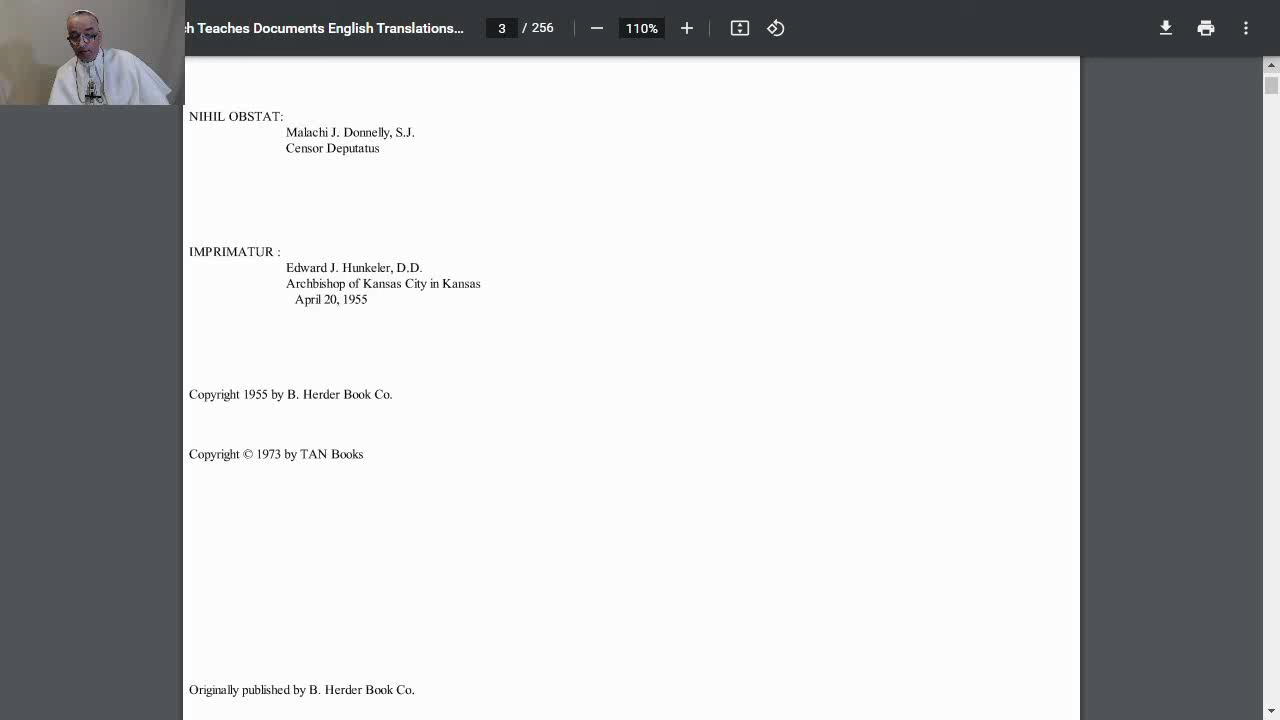 ch Teaches Documents English Translations... 3 / 256 110%
NIHIL OBSTAT:
Malachi J. Donnelly, S.J.
Censor Deputatus
IMPRIMATUR :
Edward J. Hunkeler, D.D.
Archbishop of Kansas City in Kansas
April 20, 1955
Copyright 1955 by B. Herder Book Co.
Copyright © 1973 by TAN Books
Originally published by B. Herder Book Co.